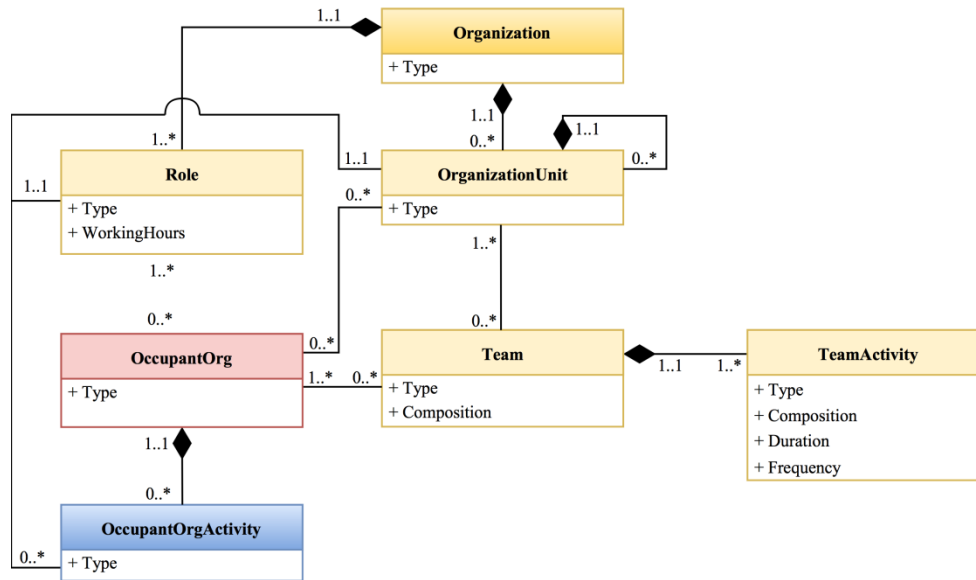 1..1
Organization
+ Type
1..1
0..*
1..1
0..*
1..*
Role
+ Type
+ WorkingHours
1..1
1..1
OrganizationUnit
+ Type
0..*
1..*
1..*
0..*
0..*
OccupantOrg
+ Type
0..*
1..*
0..*
Team
+ Type
+ Composition
1..1
1..*
TeamActivity
+ Type
+ Composition
+ Duration
+ Frequency
1..1
0..*
OccupantOrgActivity
+ Type
0..*